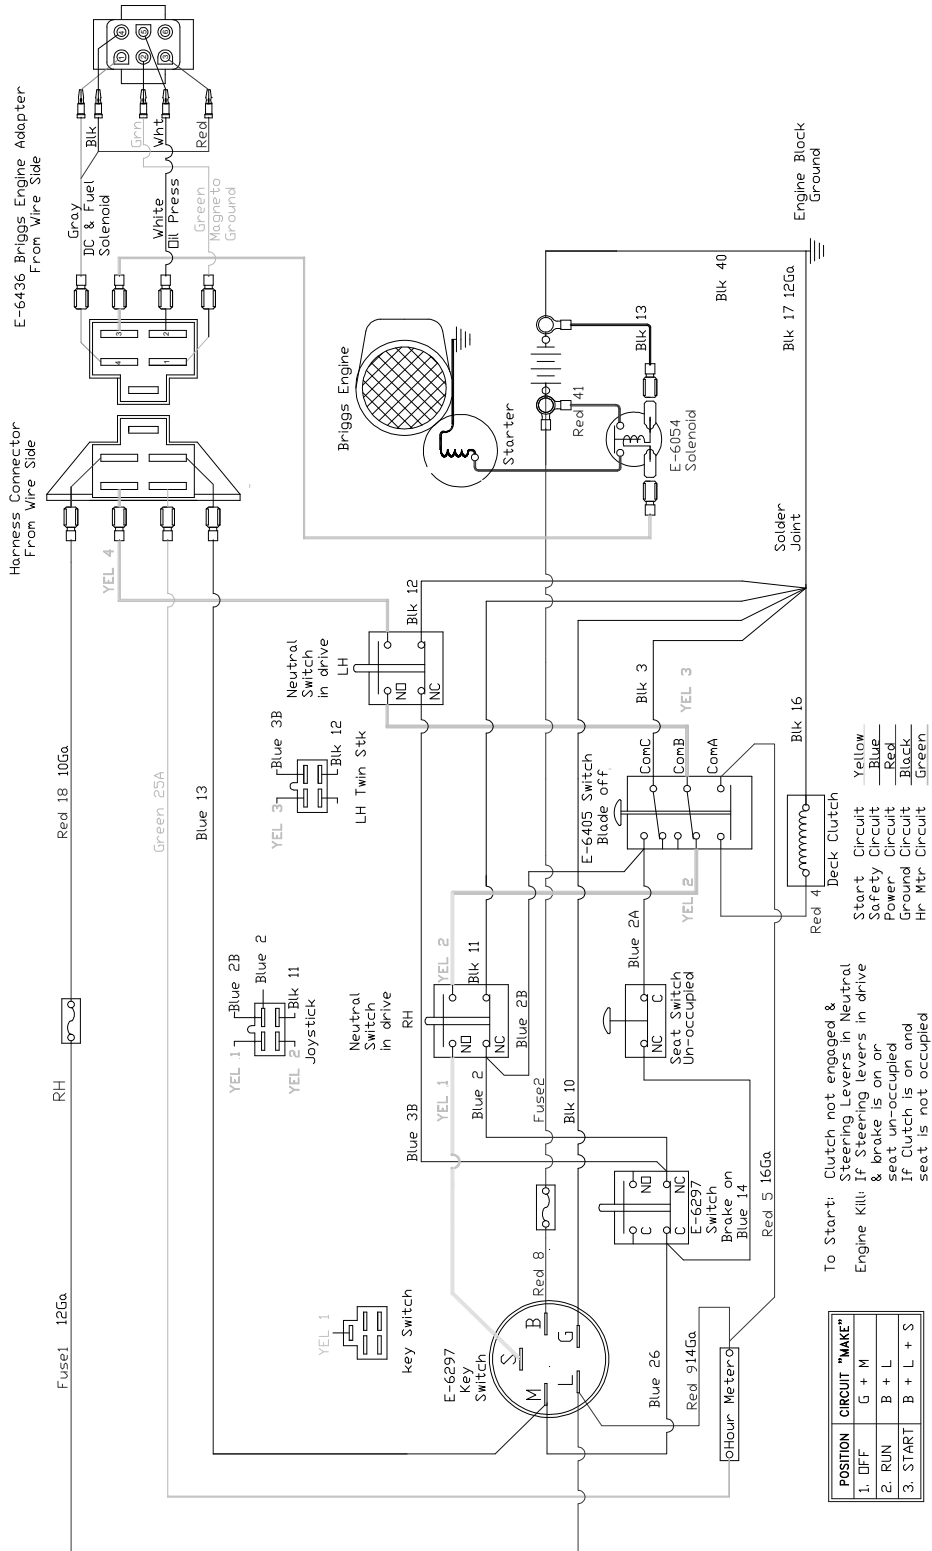 E-6436 Briggs Engine Adapter
From Wire Side
Gray
DC & Fuel
Solenoid
Blk
Grn
Wht
Red
White
Oil Press
Green
Magneto
Ground
4
5
6
1
2
3
3
2
4
1
Harness Connector
From Wire Side
YEL 4
Red 18 10Ga
Green 25A
Blue 13
RH
Fuse1 12Ga
Briggs Engine
Starter
Red 41
E-6054
Solenoid
Blk 13
Blk 40
Blk 17 12Ga
Engine Block
Ground
Solder
Joint
Neutral
Switch
in drive
LH
NO
NC
Blk 12
Blue 3B
Blk 12
YEL 3
LH Twin Stk
Blk 3
YEL 3
E-6405 Switch
Blade off
ComC
ComB
ComA
Blk 16
Deck Clutch
Red 4
YEL 2
Blue 2A
Blue 2B
Blue 2
Blk 11
YEL 1
YEL 2
Joystick
Neutral
Switch
in drive
RH
NO
NC
YEL 2
Blk 11
Blue 2B
YEL 1
Blue 2
Blue 3B
Fuse2
Blk 10
Seat Switch
Un-occupied
C
NC
NO
NC
C
C
E-6297
Switch
Brake on
Blue 14
Red 5 16Ga
Red 8
YEL 1
key Switch
E-6297
Key
Switch
B
S
G
M
L
Blue 26
Red 914Ga
Hour Meter
Start Circuit Yellow
Safety Circuit Blue
Power Circuit Red
Ground Circuit Black
Hr Mtr Circuit Green
To Start: Clutch not engaged &
Steering Levers in Neutral
Engine Kill: If Steering levers in drive
& brake is on or
seat un-occupied
If Clutch is on and
seat is not occupied
POSITION CIRCUIT "MAKE"
1. OFF G + M
2. RUN B + L
3. START B + L + S